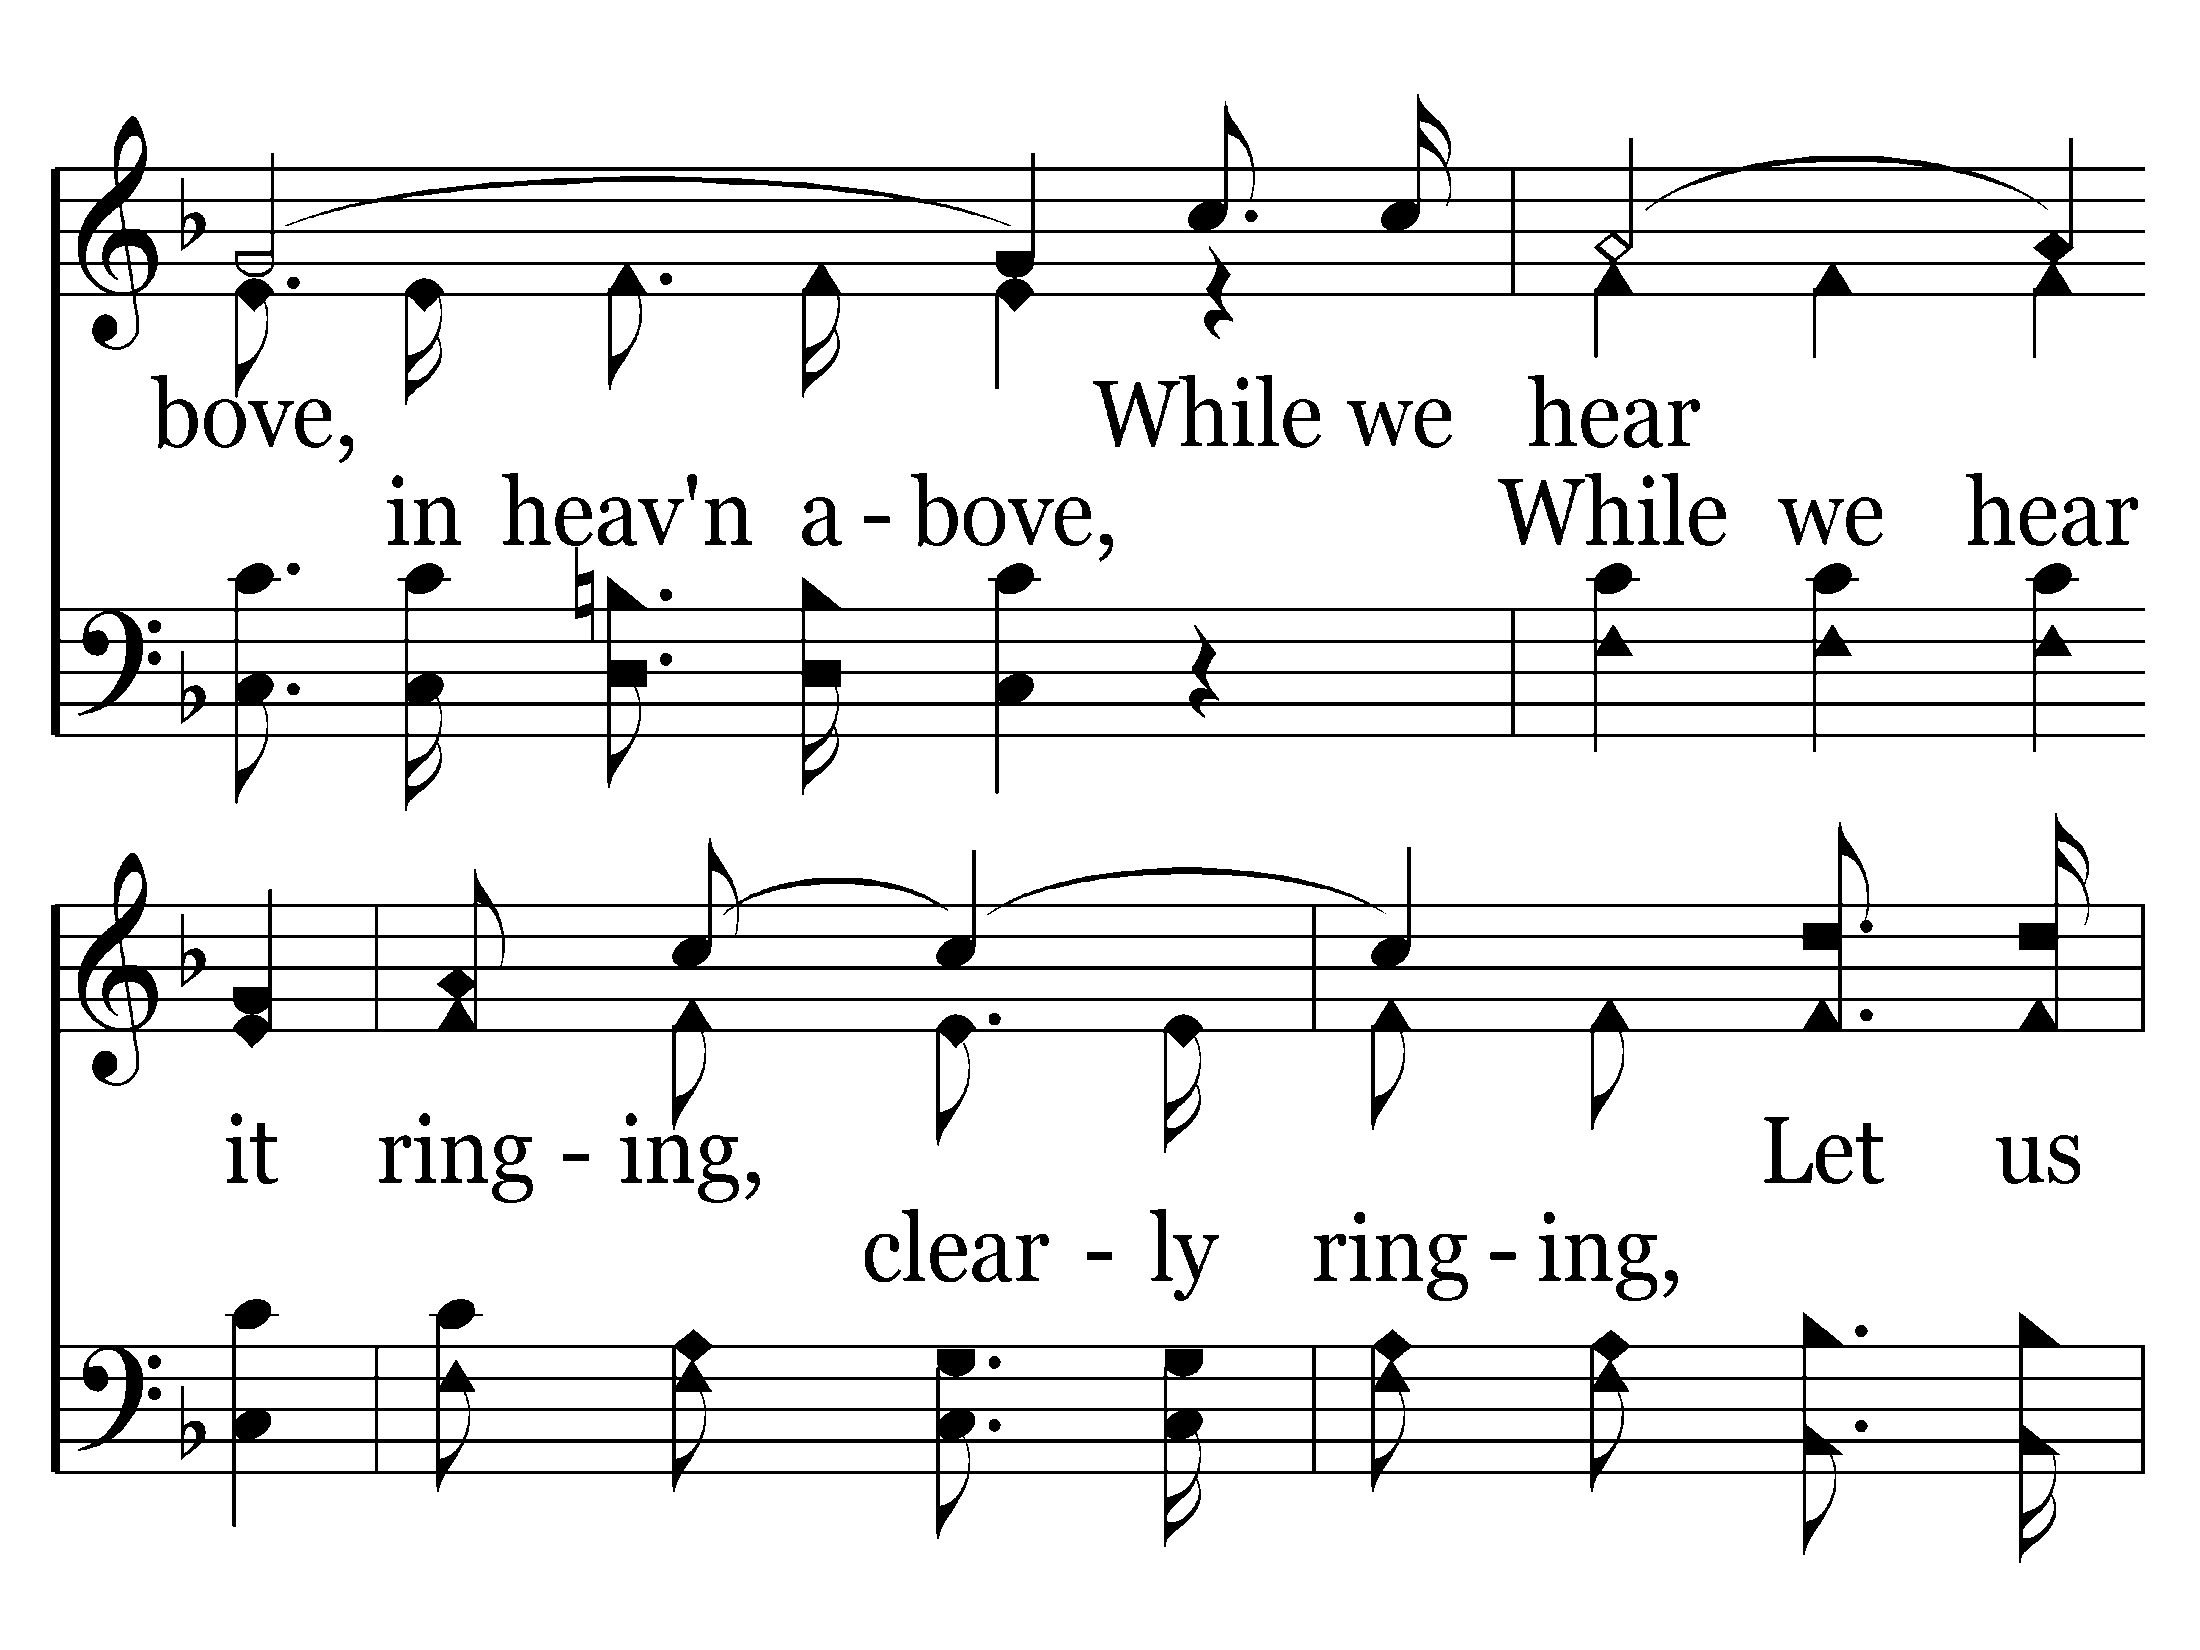 bove, While we hear
in heav'n a - bove, While we hear
it ring - ing, Let us
clear - ly ring - ing,